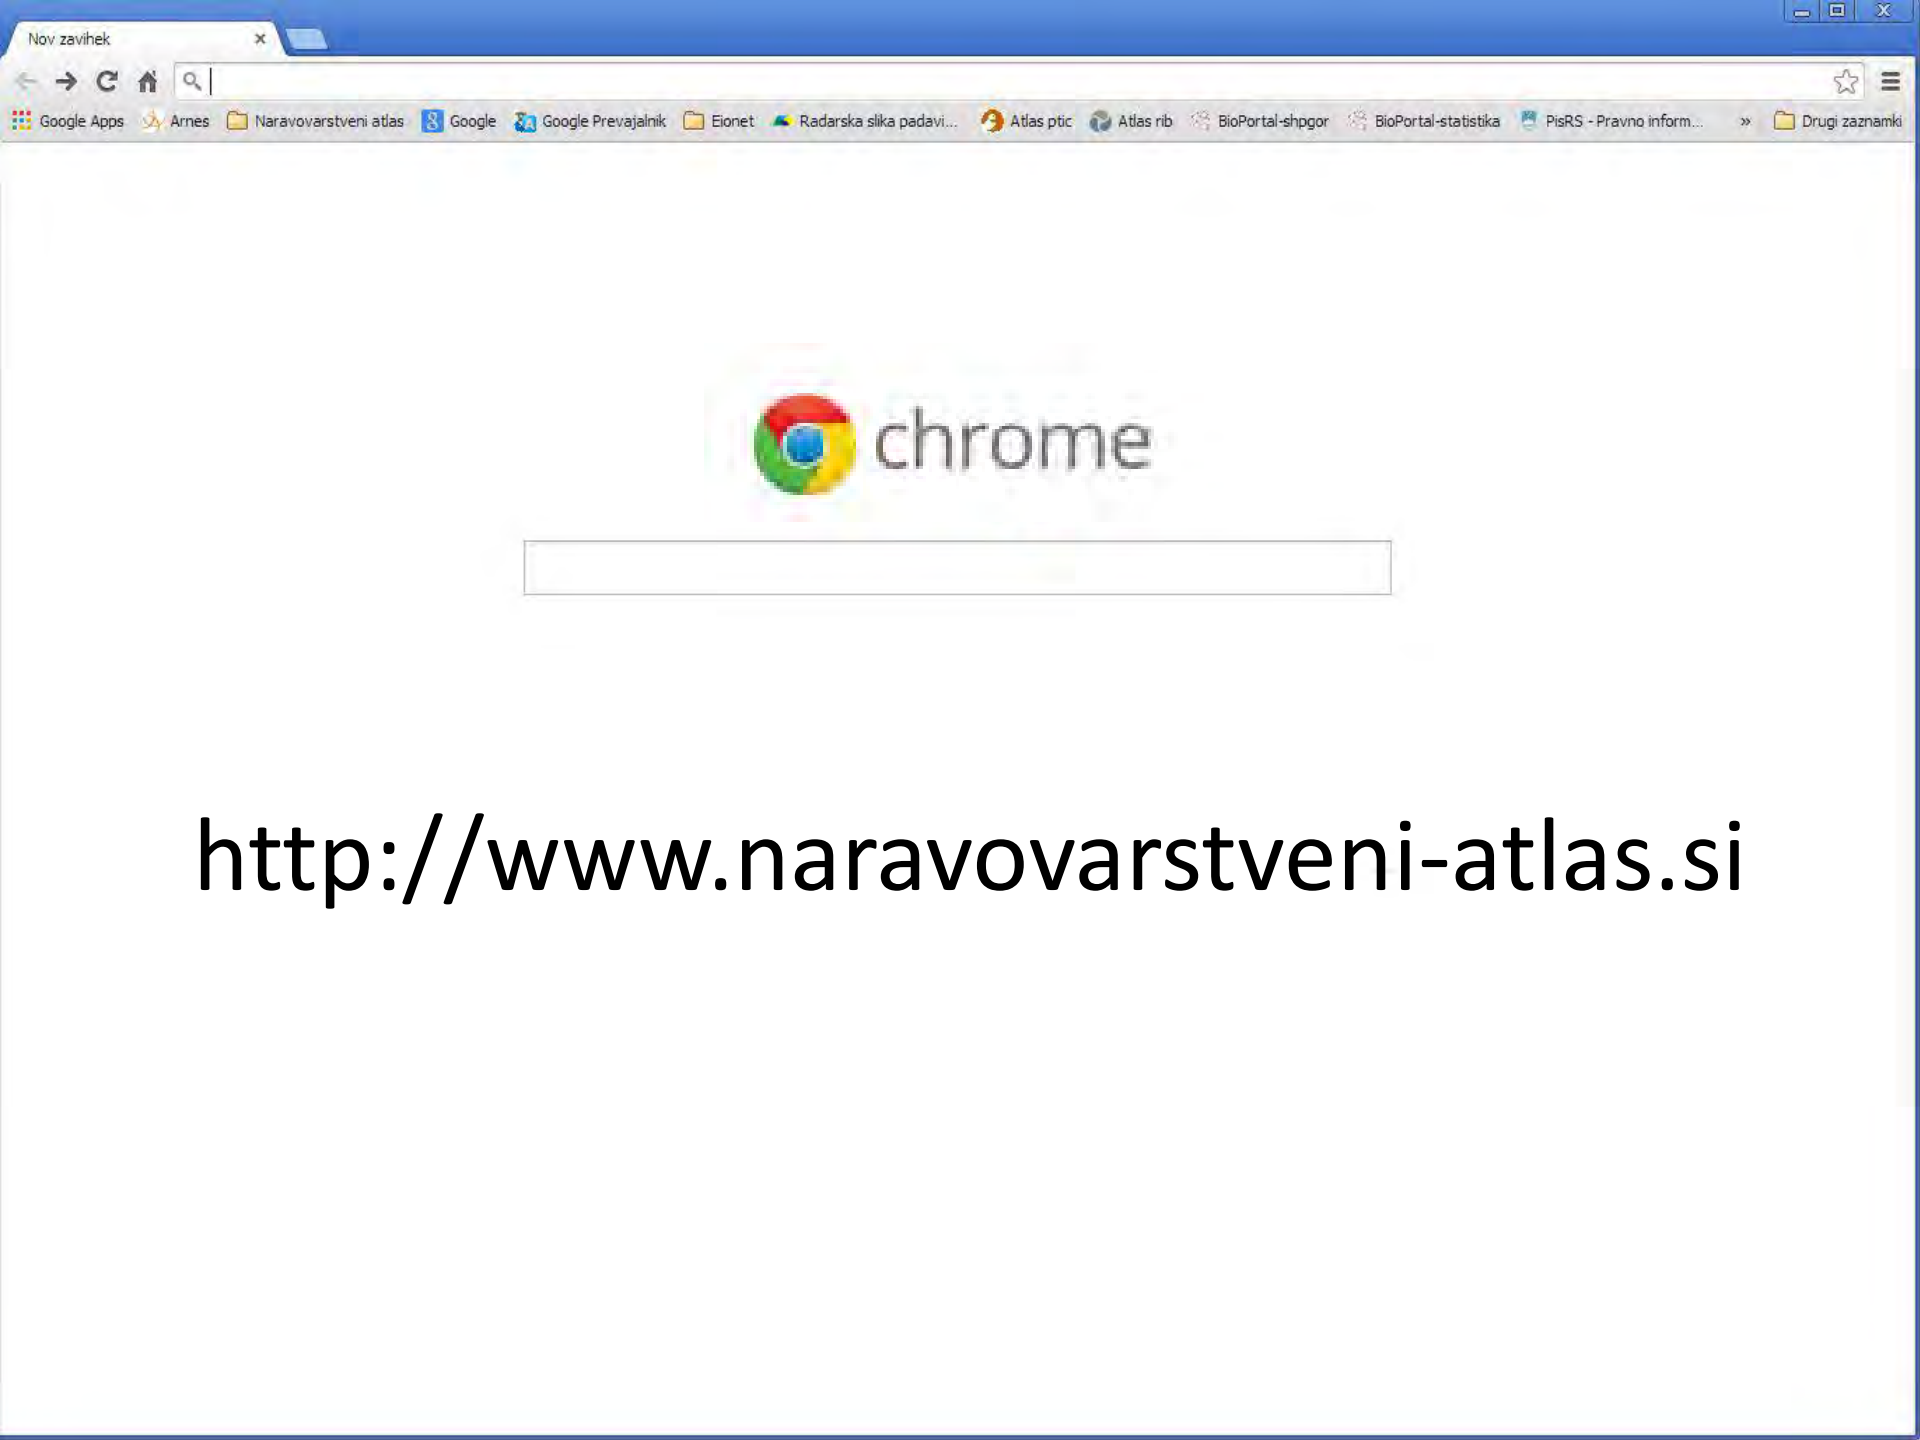 Nov zavihek
Google Apps Arnes Naravovarstveni atlas Google Google Prevajalnik Eionet Radarska slika padavi... Atlas ptic Atlas rib BioPortal-shpgor BioPortal-statistika PisRS - Pravno inform... » Drugi zaznamki
chrome
http://www.naravovarstveni-atlas.si